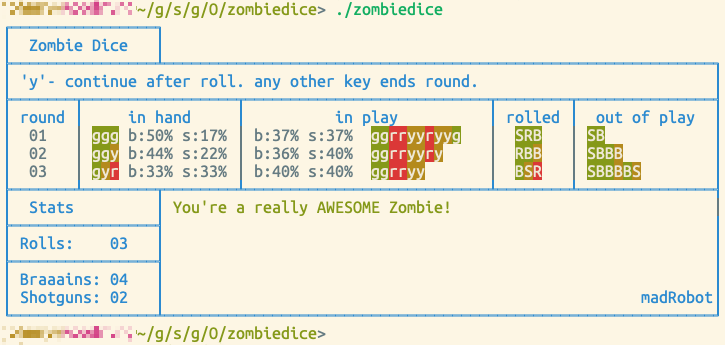 ~/g/s/g/O/zombiedice> ./zombiedice
Zombie Dice
'y'- continue after roll. any other key ends round.
round in hand in play rolled out of play
01 ggg b:50% s:17% b:37% s:37% ggrryyryyg SRB SB
02 ggy b:44% s:22% b:36% s:40% ggrryyry RBB SBBB
03 gyr b:33% s:33% b:40% s:40% ggrryy BSR SBBBBS
Stats You're a really AWESOME Zombie!
Rolls: 03
Braaains: 04
Shotguns: 02 madRobot
~/g/s/g/O/zombiedice>